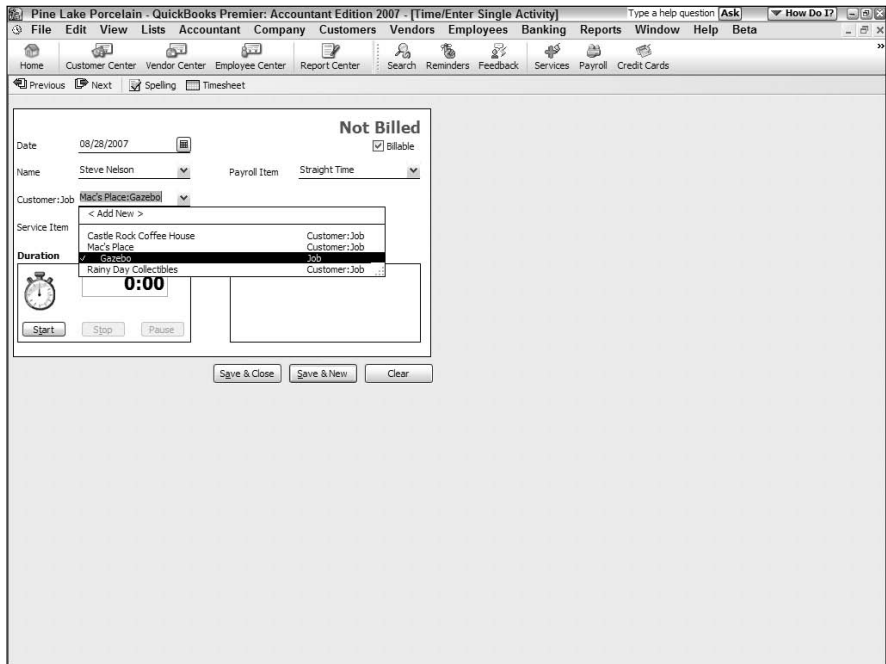 Pine Lake Porcelain - QuickBooks Premier: Accountant Edition 2007 - [Time/Enter Single Activity] Type a help question Ask How Do I?
File Edit View Lists Accountant Company Customers Vendors Employees Banking Reports Window Help Beta
Home Customer Center Vendor Center Employee Center Report Center Search Reminders Feedback Services Payroll Credit Cards
Previous Next Spelling Timesheet
Not Billed
Date 08/28/2007 Billable
Name Steve Nelson Payroll Item Straight Time
Customer:Job Mac's Place:Gazebo
< Add New >
Service Item
Castle Rock Coffee House Customer:Job
Mac's Place Customer:Job
Duration Gazebo Job
Rainy Day Collectibles Customer:Job
0:00
Start Stop Pause
Save & Close Save & New Clear